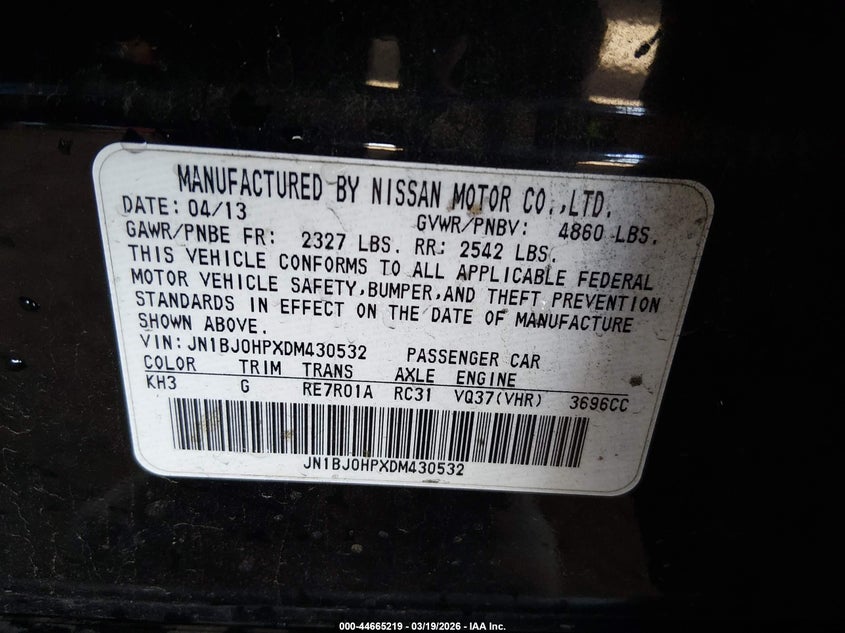 MANUFACTURED BY NISSAN MOTOR CO.,LTD.
DATE: 04/13 GVWR/PNBV: 4860 LBS.
GAWR/PNBE FR: 2327 LBS. RR: 2542 LBS.
THIS VEHICLE CONFORMS TO ALL APPLICABLE FEDERAL
MOTOR VEHICLE SAFETY,BUMPER,AND THEFT PREVENTION
STANDARDS IN EFFECT ON THE DATE OF MANUFACTURE
SHOWN ABOVE.
VIN: JN1BJ0HPXDM430532 PASSENGER CAR
COLOR TRIM TRANS AXLE ENGINE
KH3 G RE7R01A RC31 VQ37(VHR) 3696CC
JN1BJ0HPXDM430532
000-44665219 - 03/19/2026 - IAA Inc.